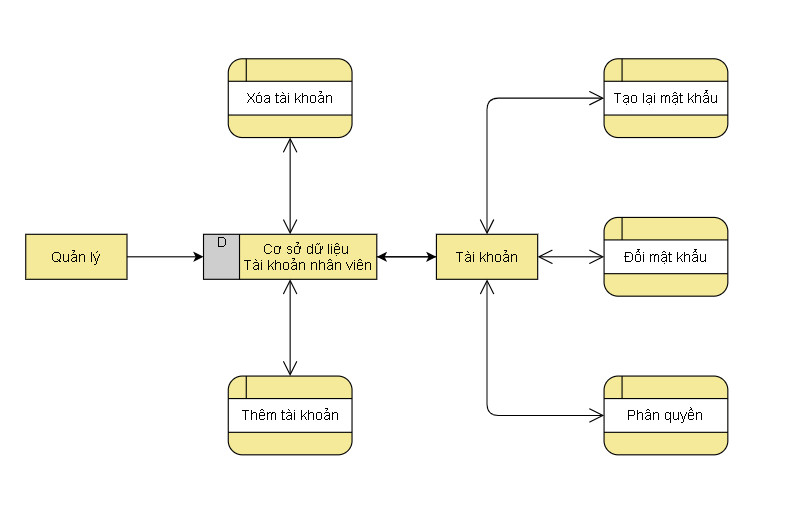 Xóa tài khoản
Tạo lại mật khẩu
Quản lý
D
Cơ sở dữ liệu
Tài khoản nhân viên
Tài khoản
Đổi mật khẩu
Thêm tài khoản
Phân quyền